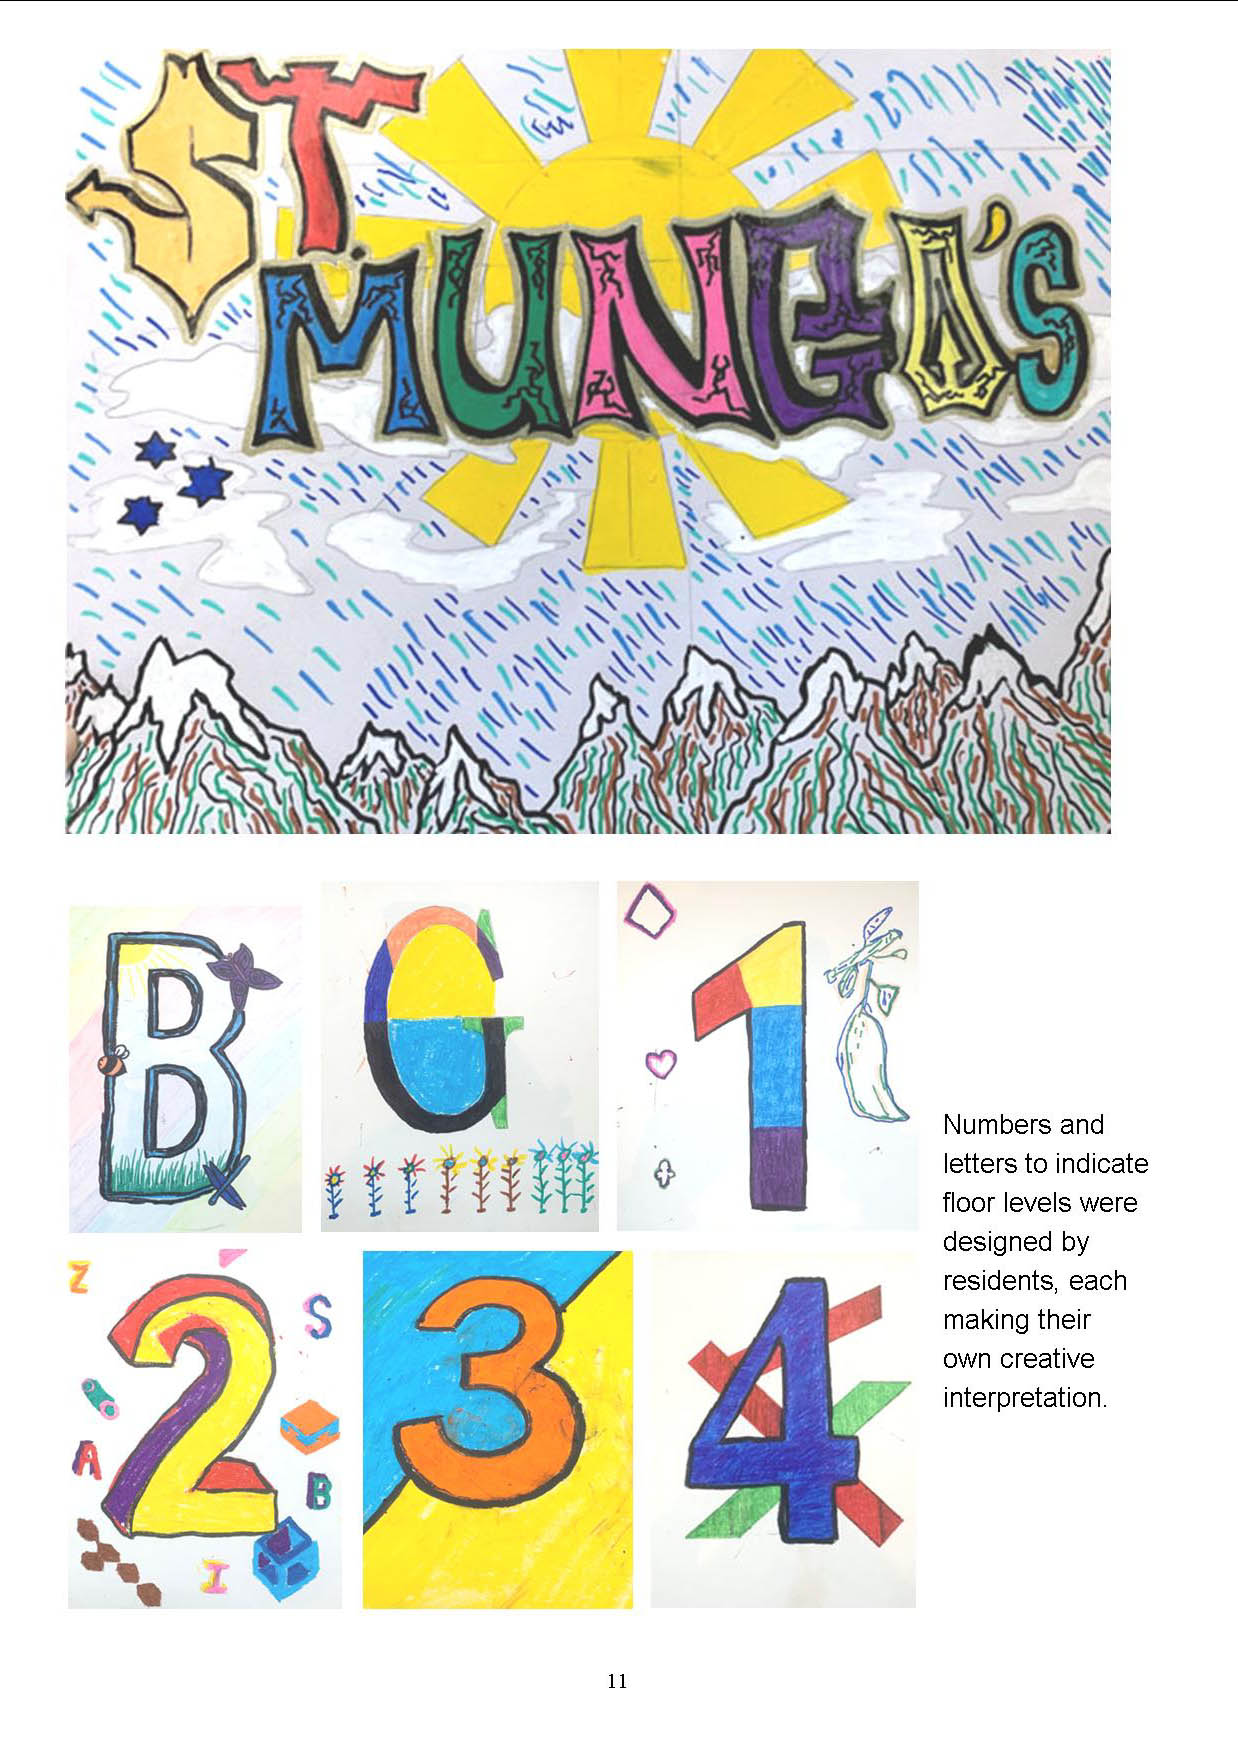 ST
MUNGO'S
B
G
1
Numbers and
letters to indicate
floor levels were
designed by
residents, each
making their
own creative
interpretation.
2
Z
S
A
B
I
3
4
11